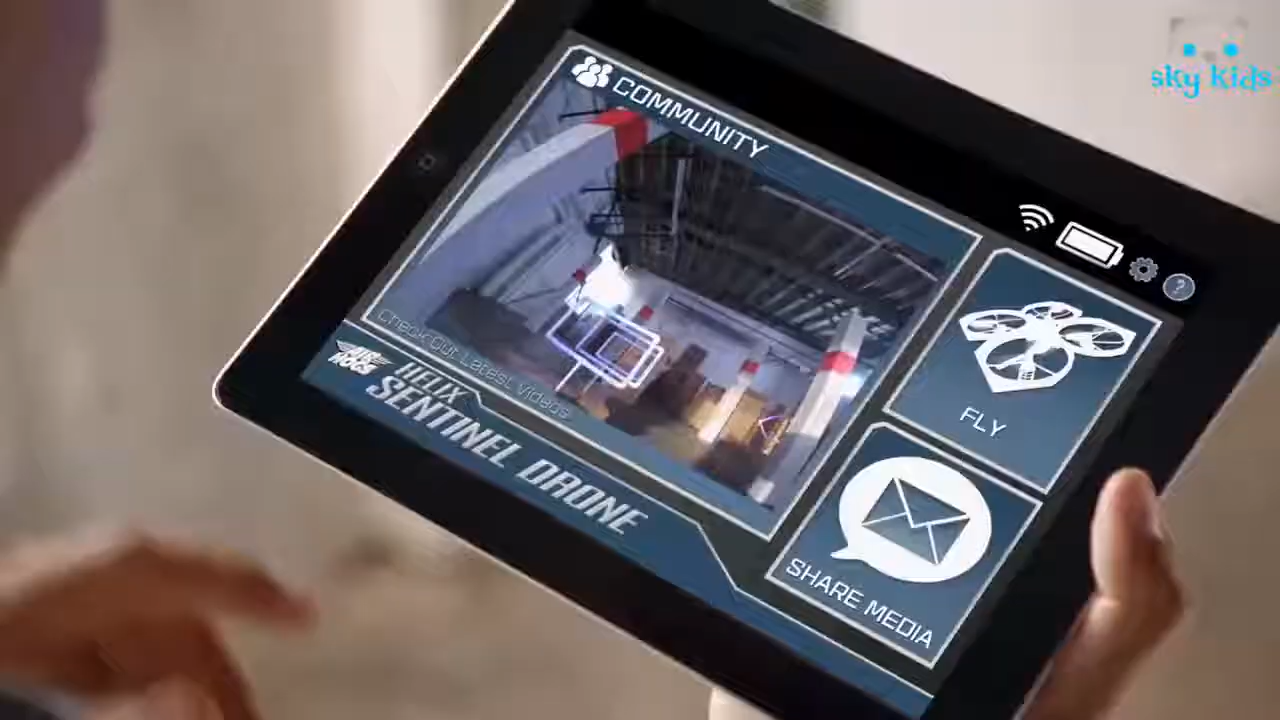 sky kids
COMMUNITY
Check Out Latest Videos
AIR
HOGS
HELIX
SENTINEL DRONE
?
FLY
SHARE MEDIA